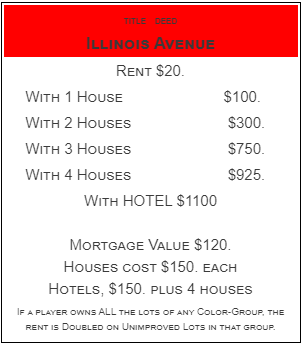 Title Deed
Illinois Avenue
Rent $20.
With 1 House $100.
With 2 Houses $300.
With 3 Houses $750.
With 4 Houses $925.
With HOTEL $1100
Mortgage Value $120.
Houses cost $150. each
Hotels, $150. plus 4 houses
If a player owns ALL the lots of any Color-Group, the
rent is Doubled on Unimproved Lots in that group.